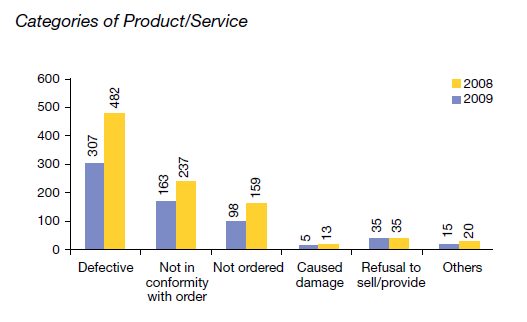 Categories of Product/Service
600
500
400
300
200
100
0
2008
2009
307
482
163
237
98
159
5
13
35
35
15
20
Defective
Not in
conformity
with order
Not ordered
Caused
damage
Refusal to
sell/provide
Others